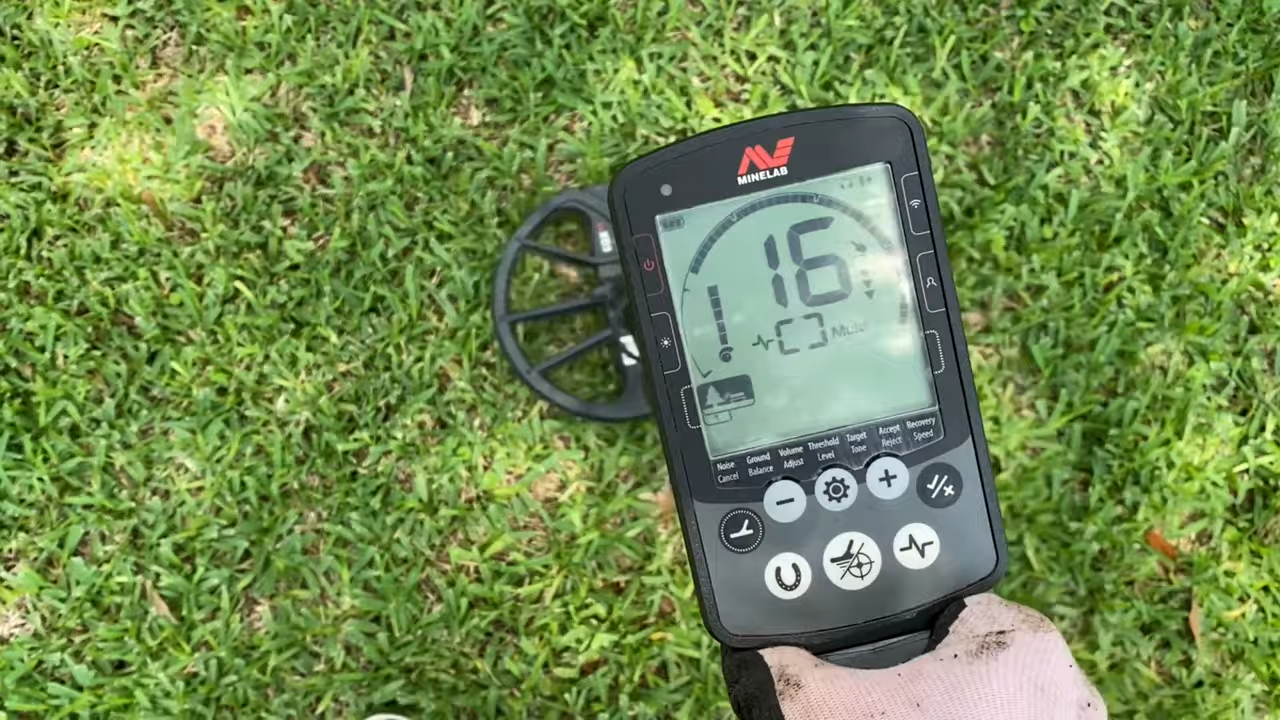 MINELAB
16
Multi
Noise Cancel
Ground Balance
Volume Adjust
Threshold Level
Target Tone
Accept Reject
Recovery Speed